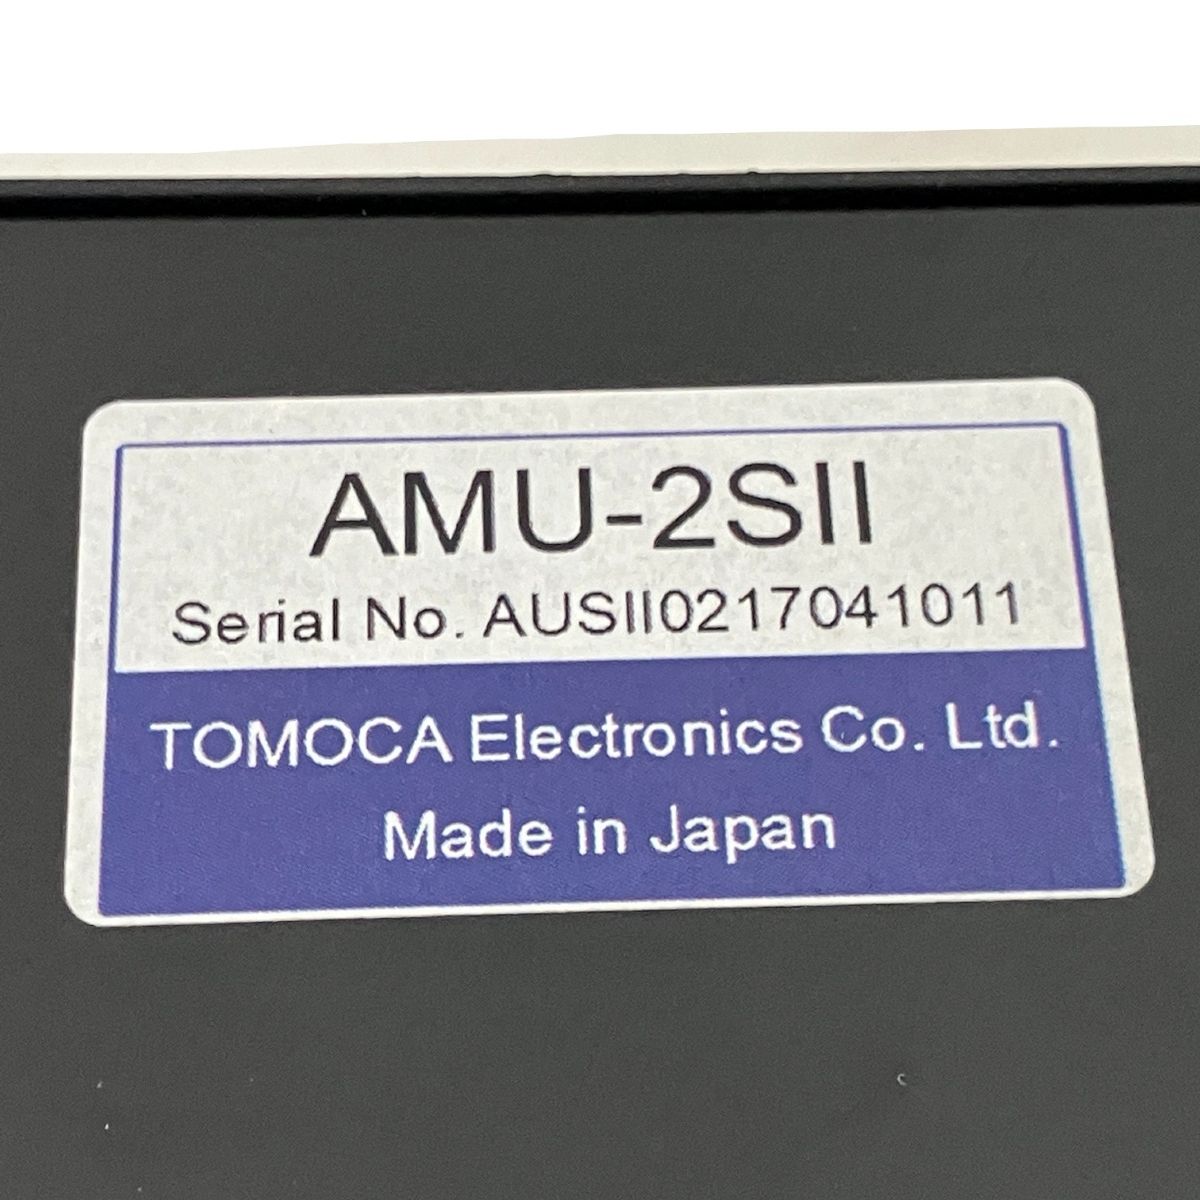 AMU-2SII
Serial No. AUSII0217041011
TOMOCA Electronics Co. Ltd.
Made in Japan